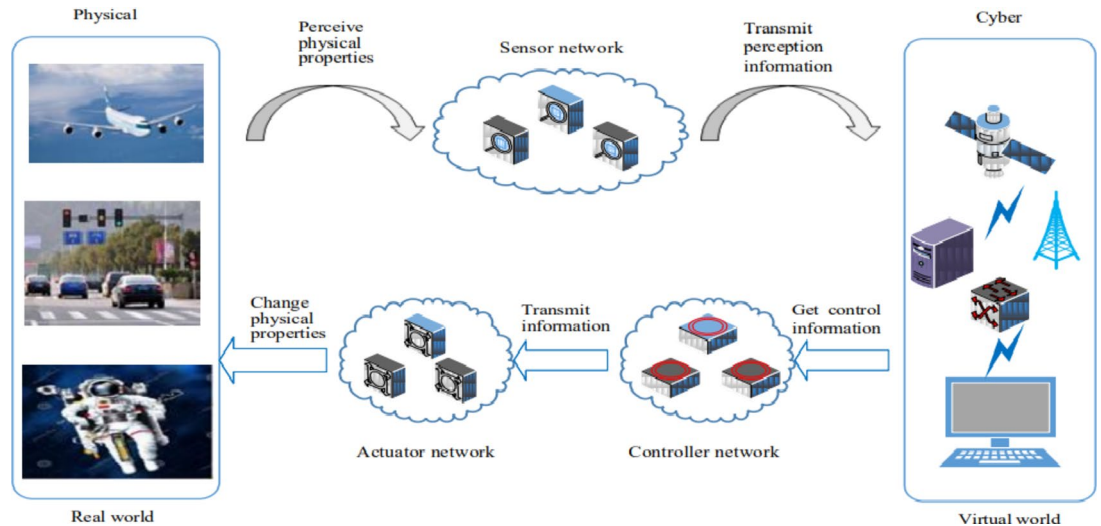 Physical
Perceive
physical
properties
Sensor network
Transmit
perception
information
Cyber
Change
physical
properties
Transmit
information
Get control
information
Actuator network
Controller network
Real world
Virtual world